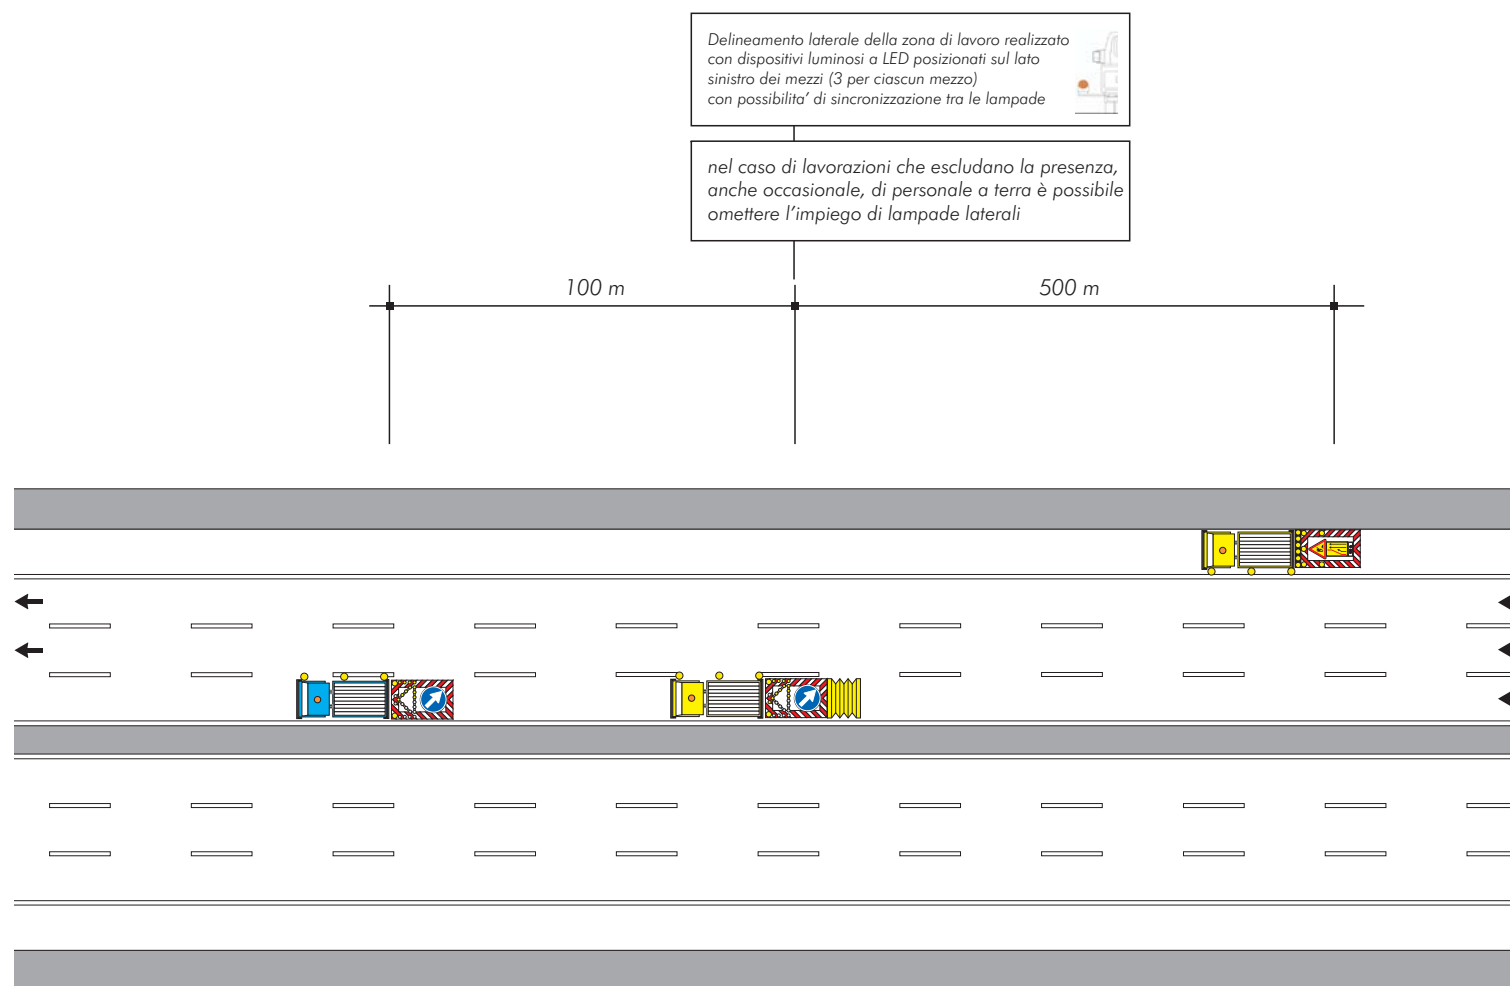 Delineamento laterale della zona di lavoro realizzato
con dispositivi luminosi a LED posizionati sul lato
sinistro dei mezzi (3 per ciascun mezzo)
con possibilita’ di sincronizzazione tra le lampade
nel caso di lavorazioni che escludano la presenza,
anche occasionale, di personale a terra è possibile
omettere l’impiego di lampade laterali
100 m
500 m